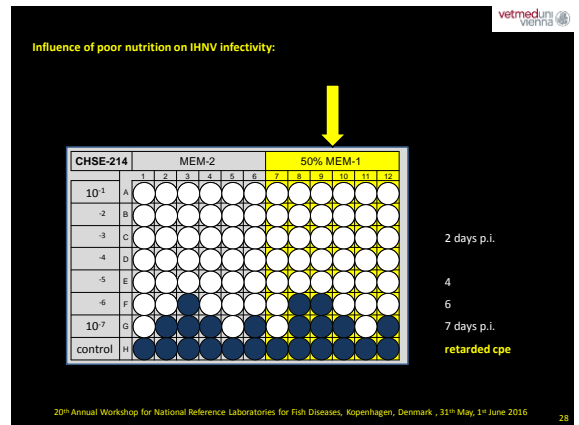 vetmeduni
vienna
Influence of poor nutrition on IHNV infectivity:
CHSE-214 MEM-2 50% MEM-1
1 2 3 4 5 6 7 8 9 10 11 12
10-1 A
-2 B
-3 C 2 days p.i.
-4 D
-5 E 4
-6 F 6
10-7 G 7 days p.i.
control H retarded cpe
20th Annual Workshop for National Reference Laboratories for Fish Diseases, Kopenhagen, Denmark , 31th May, 1st June 2016
28